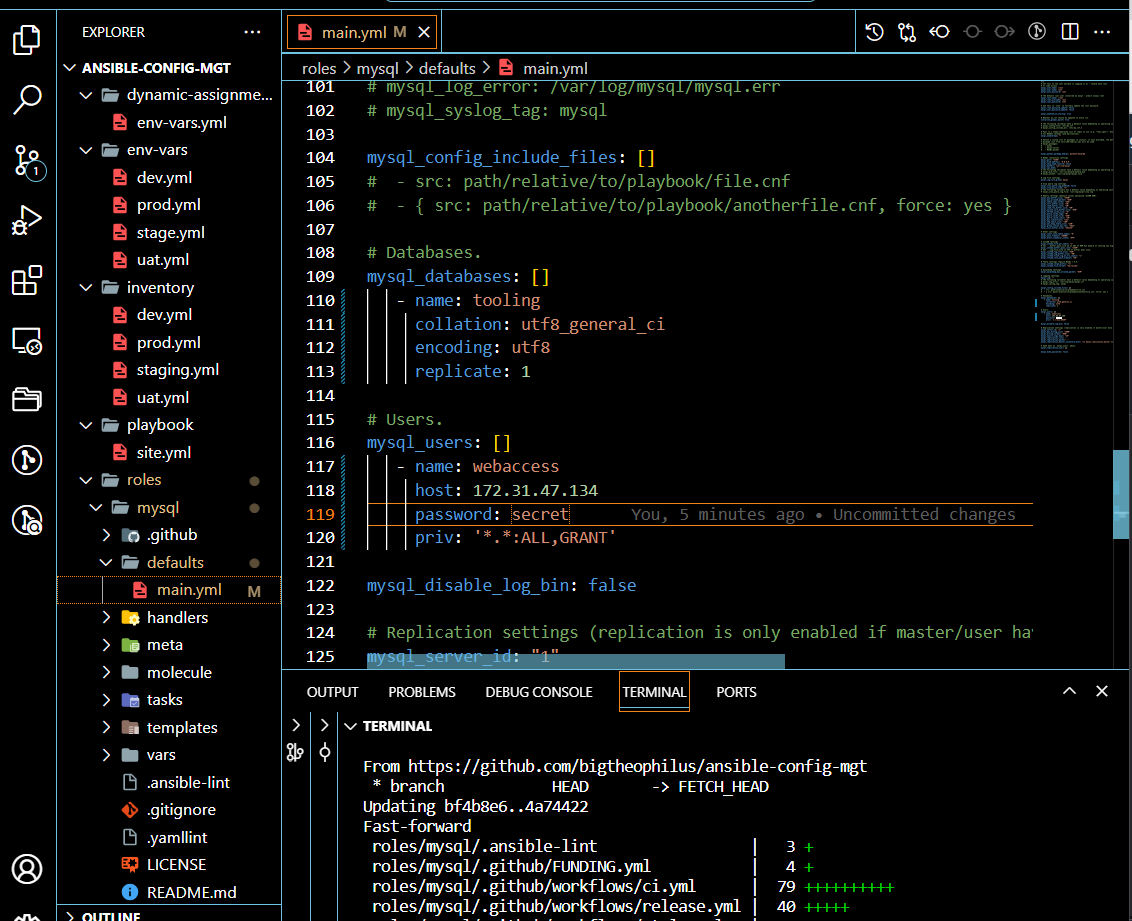 EXPLORER
ANSIBLE-CONFIG-MGT
dynamic-assignme...
env-vars.yml
env-vars
dev.yml
prod.yml
stage.yml
uat.yml
inventory
dev.yml
prod.yml
staging.yml
uat.yml
playbook
site.yml
roles
mysql
.github
defaults
main.yml M
handlers
meta
molecule
tasks
templates
vars
.ansible-lint
.gitignore
.yamllint
LICENSE
README.md
OUTLINE
1
main.yml M
roles > mysql > defaults > main.yml
101 # mysql_log_error: /var/log/mysql/mysql.err
102 # mysql_syslog_tag: mysql
103
104 mysql_config_include_files: []
105 #  - src: path/relative/to/playbook/file.cnf
106 #  - { src: path/relative/to/playbook/anotherfile.cnf, force: yes }
107
108 # Databases.
109 mysql_databases: []
110    - name: tooling
111      collation: utf8_general_ci
112      encoding: utf8
113      replicate: 1
114
115 # Users.
116 mysql_users: []
117    - name: webaccess
118      host: 172.31.47.134
119      password: secret You, 5 minutes ago • Uncommitted changes
120      priv: '*.*:ALL,GRANT'
121
122 mysql_disable_log_bin: false
123
124 # Replication settings (replication is only enabled if master/user ha
125 mysql_server_id: "1"
OUTPUT PROBLEMS DEBUG CONSOLE TERMINAL PORTS
TERMINAL
From https://github.com/bigtheophilus/ansible-config-mgt
 * branch            HEAD       -> FETCH_HEAD
Updating bf4b8e6..4a74422
Fast-forward
 roles/mysql/.ansible-lint                |   3 +
 roles/mysql/.github/FUNDING.yml          |   4 +
 roles/mysql/.github/workflows/ci.yml     |  79 ++++++++++
 roles/mysql/.github/workflows/release.yml |  40 +++++